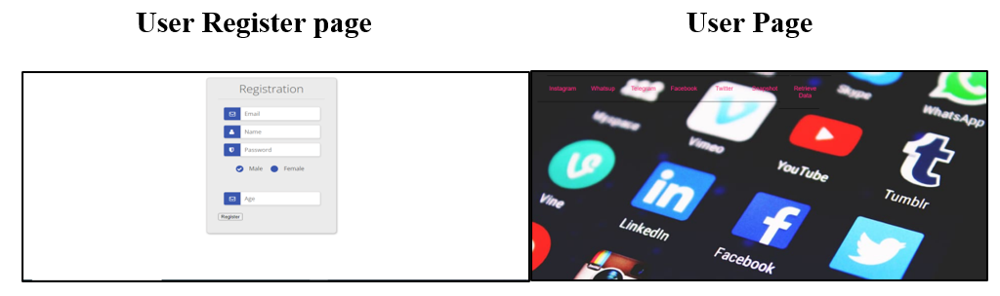 User Register page
User Page
Registration
Email
Name
Password
Male Female
Age
Register
Instagram Whatsup Telegram Facebook Twitter Retrieve
Data
Skype
WhatsApp
Myspace
Vimeo
YouTube
Tumblr
Vine
LinkedIn
Facebook